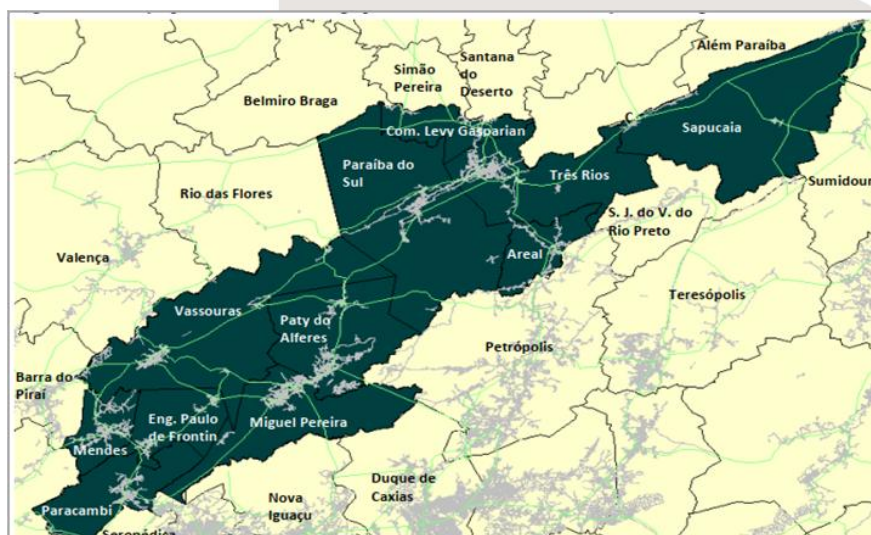 Além Paraíba
Santana
do
Deserto
Simão
Pereira
Belmiro Braga
Com. Levy Gasparian
Sapucaia
Paraíba do
Sul
Três Rios
Rio das Flores
Sumidour
S. J. do V. do
Rio Preto
Valença
Areal
Teresópolis
Vassouras
Paty do
Alferes
Petrópolis
Barra do
Piraí
Eng. Paulo
de Frontin
Miguel Pereira
Mendes
Duque de
Caxias
Nova
Iguaçu
Paracambi
Seropédica